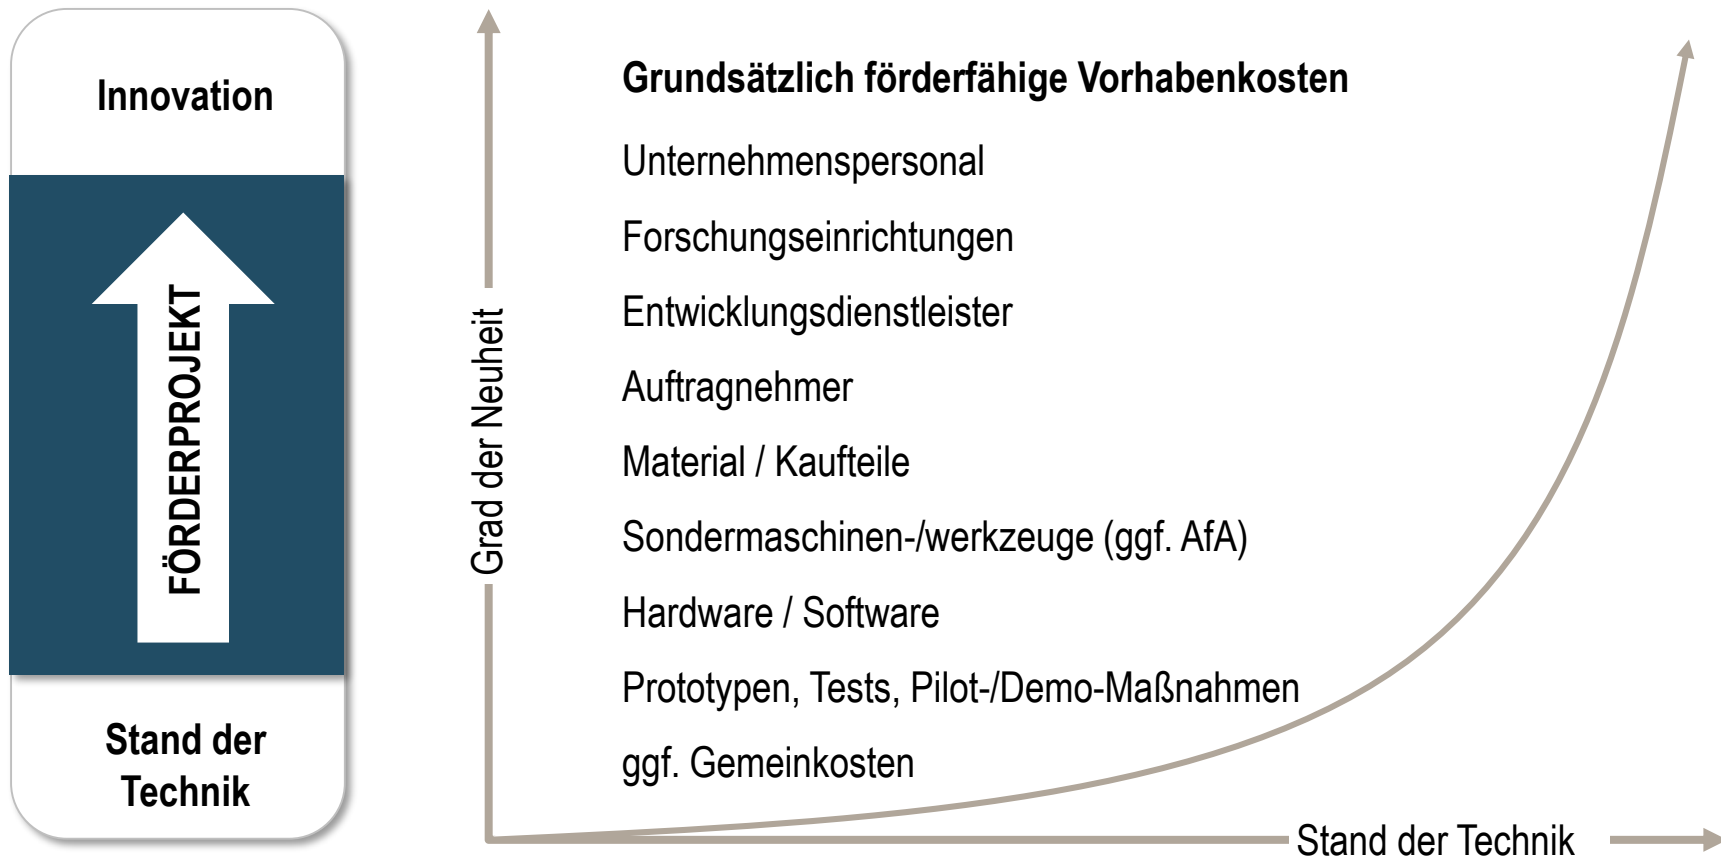 Innovation
FÖRDERPROJEKT
Stand der
Technik
Grad der Neuheit
Grundsätzlich förderfähige Vorhabenkosten
Unternehmenspersonal
Forschungseinrichtungen
Entwicklungsdienstleister
Auftragnehmer
Material / Kaufteile
Sondermaschinen-/werkzeuge (ggf. AfA)
Hardware / Software
Prototypen, Tests, Pilot-/Demo-Maßnahmen
ggf. Gemeinkosten
Stand der Technik